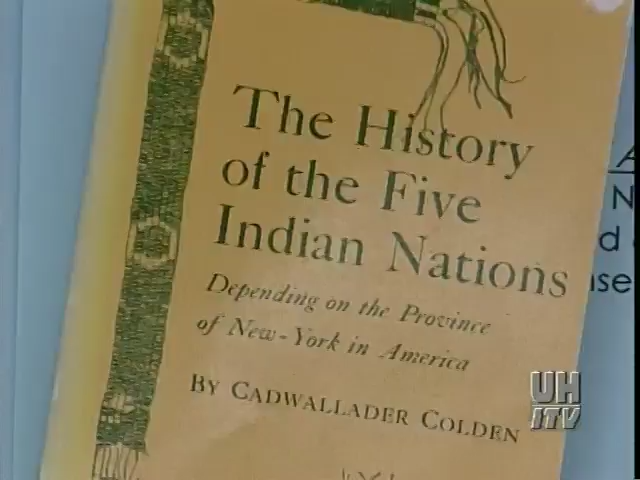 The History
of the Five
Indian Nations
Depending on the Province
of New-York in America
BY CADWALLADER COLDEN
A
N
d
ise
UH
ITV